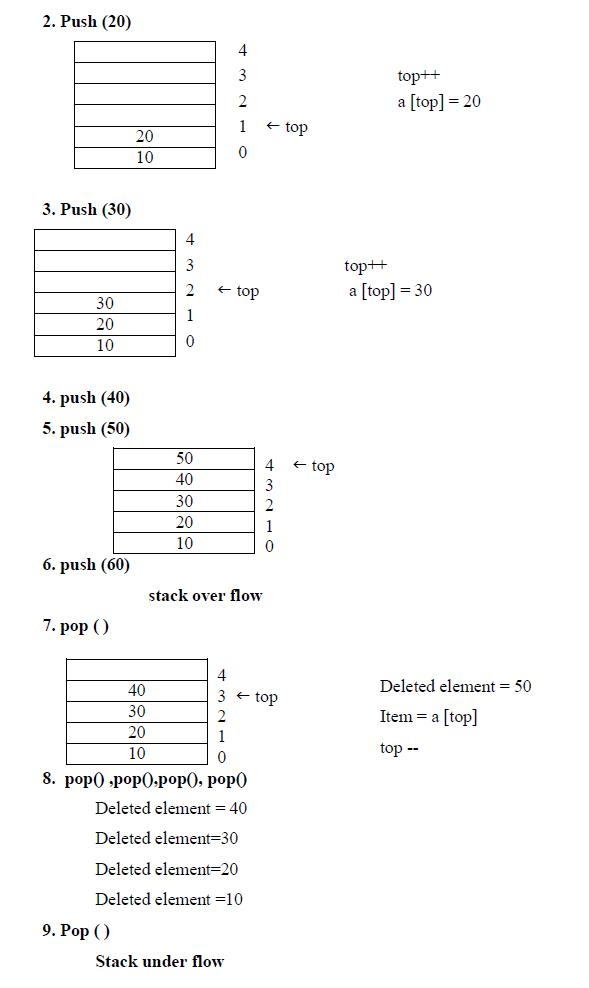 2. Push (20)
4
3
top++
2
a [top] = 20
1 ← top
20
10 0
3. Push (30)
4
3
top++
2 ← top
a [top] = 30
30
1
20
10 0
4. push (40)
5. push (50)
50 4 ← top
40 3
30 2
20 1
10 0
6. push (60)
stack over flow
7. pop ( )
4
Deleted element = 50
40 3 ← top
30 2
Item = a [top]
20 1
top --
10 0
8. pop() ,pop(),pop(), pop()
Deleted element = 40
Deleted element=30
Deleted element=20
Deleted element =10
9. Pop ( )
Stack under flow